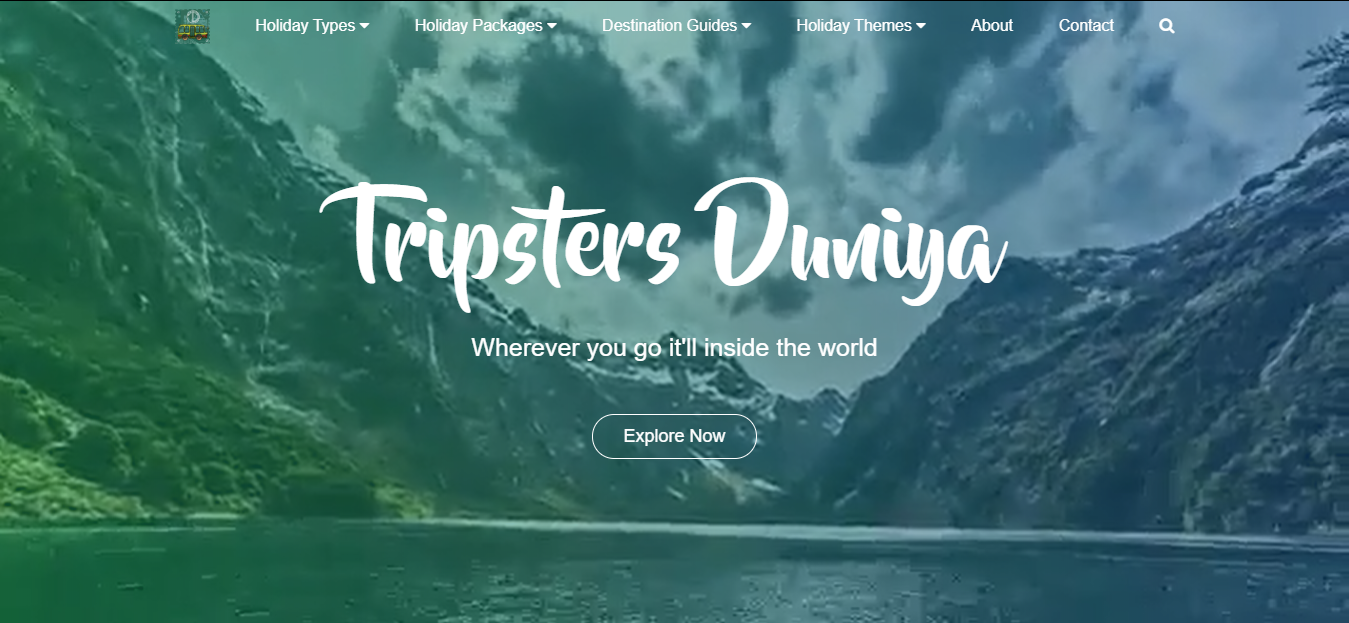 Holiday Types Holiday Packages Destination Guides Holiday Themes About Contact
Tripsters Duniya
Wherever you go it'll inside the world
Explore Now